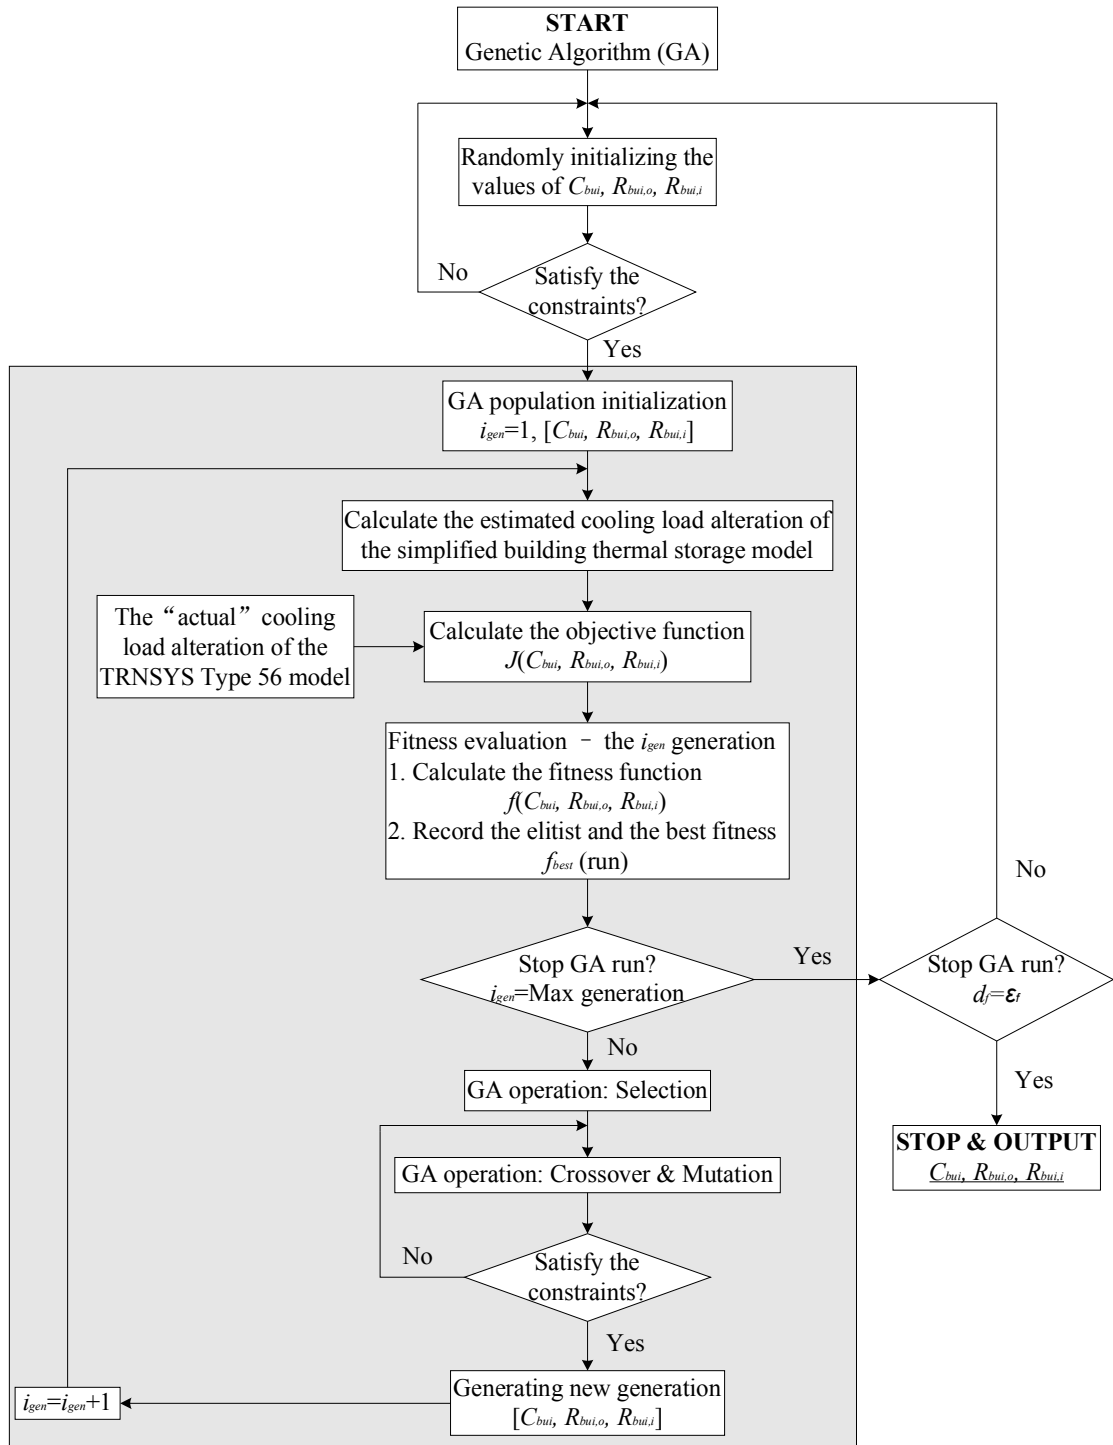 START
Genetic Algorithm (GA)
Randomly initializing the
values of Cbui, Rbui,o, Rbui,i
No
Satisfy the
constraints?
Yes
GA population initialization
igen=1, [Cbui, Rbui,o, Rbui,i]
Calculate the estimated cooling load alteration of
the simplified building thermal storage model
The “actual” cooling
load alteration of the
TRNSYS Type 56 model
Calculate the objective function
J(Cbui, Rbui,o, Rbui,i)
Fitness evaluation – the igen generation
1. Calculate the fitness function
f(Cbui, Rbui,o, Rbui,i)
2. Record the elitist and the best fitness
fbest (run)
Stop GA run?
igen=Max generation
Yes
No
Stop GA run?
df=εf
No
Yes
STOP & OUTPUT
Cbui, Rbui,o, Rbui,i
GA operation: Selection
GA operation: Crossover & Mutation
No
Satisfy the
constraints?
Yes
Generating new generation
[Cbui, Rbui,o, Rbui,i]
igen=igen+1